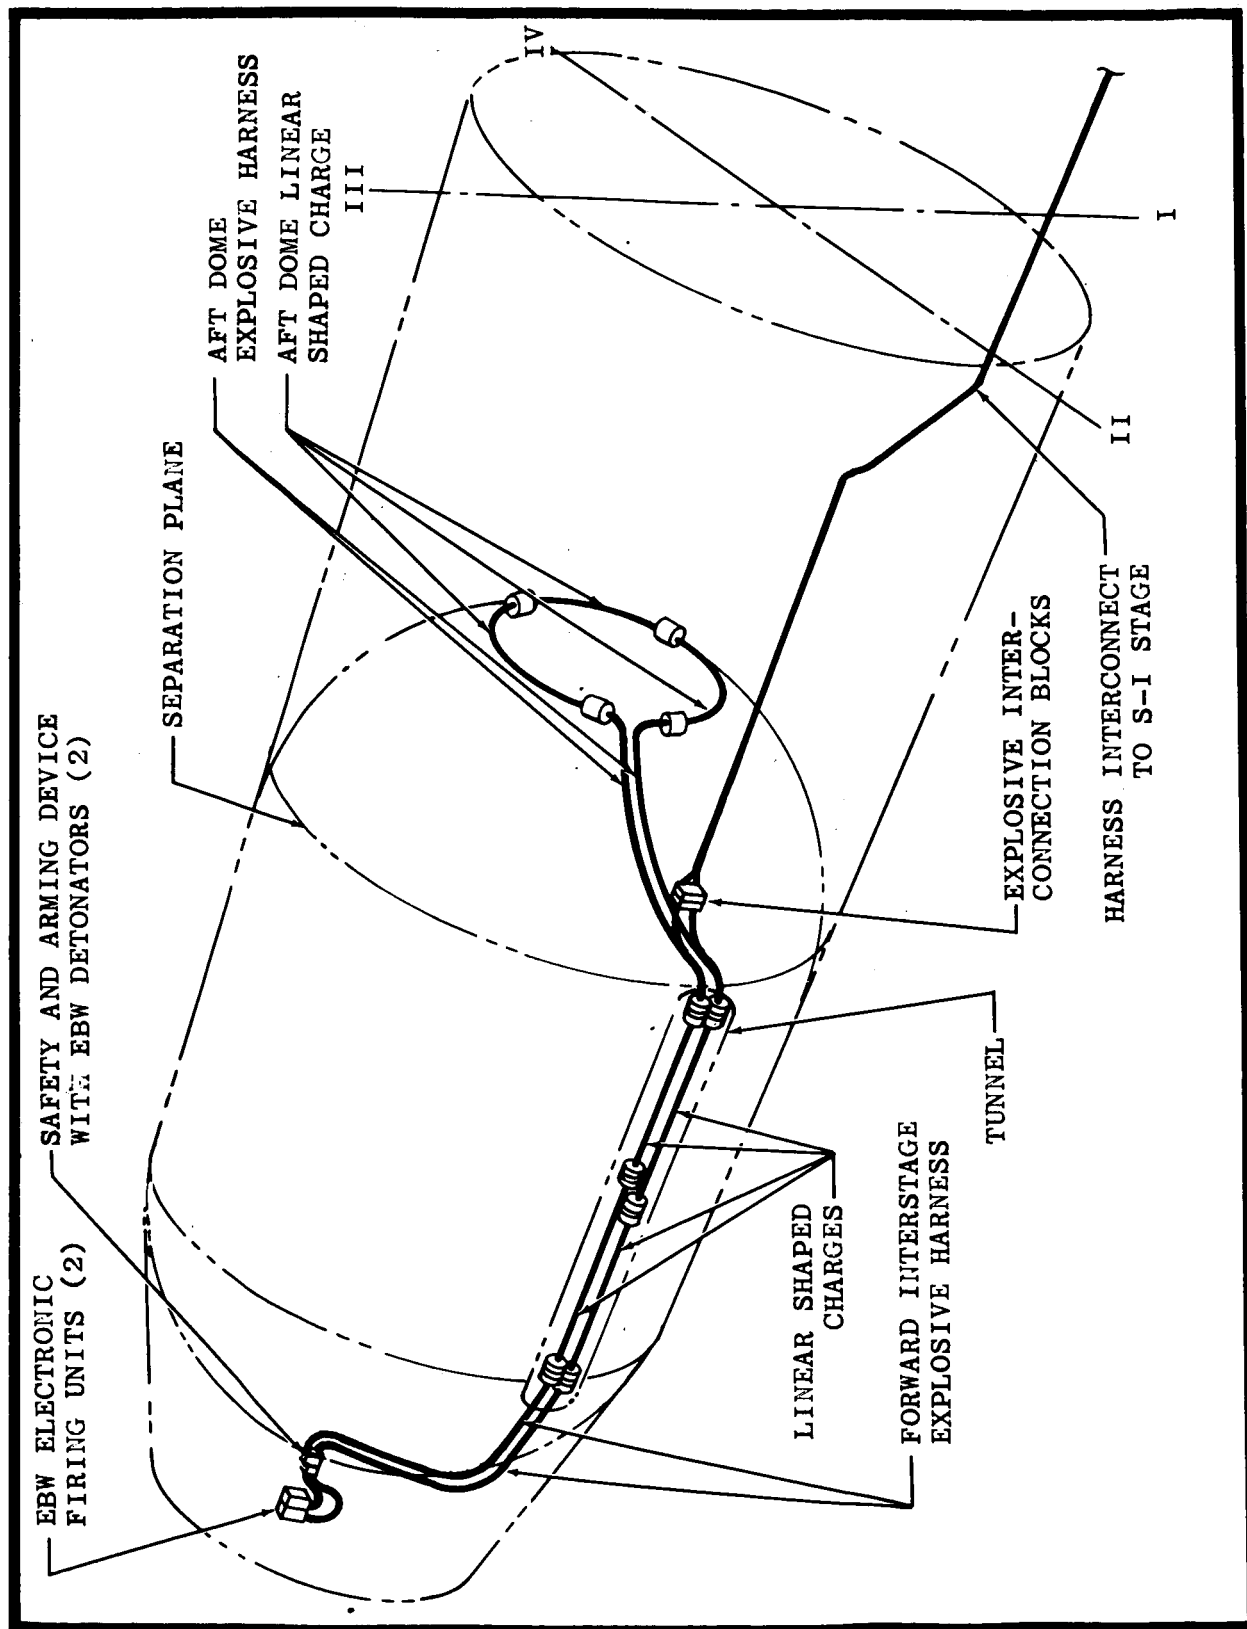 EBW ELECTRONIC
FIRING UNITS (2)
SAFETY AND ARMING DEVICE
WITH EBW DETONATORS (2)
SEPARATION PLANE
AFT DOME
EXPLOSIVE HARNESS
AFT DOME LINEAR
SHAPED CHARGE
III
IV
I
II
LINEAR SHAPED
CHARGES
FORWARD INTERSTAGE
EXPLOSIVE HARNESS
TUNNEL
EXPLOSIVE INTER-
CONNECTION BLOCKS
HARNESS INTERCONNECT
TO S-I STAGE